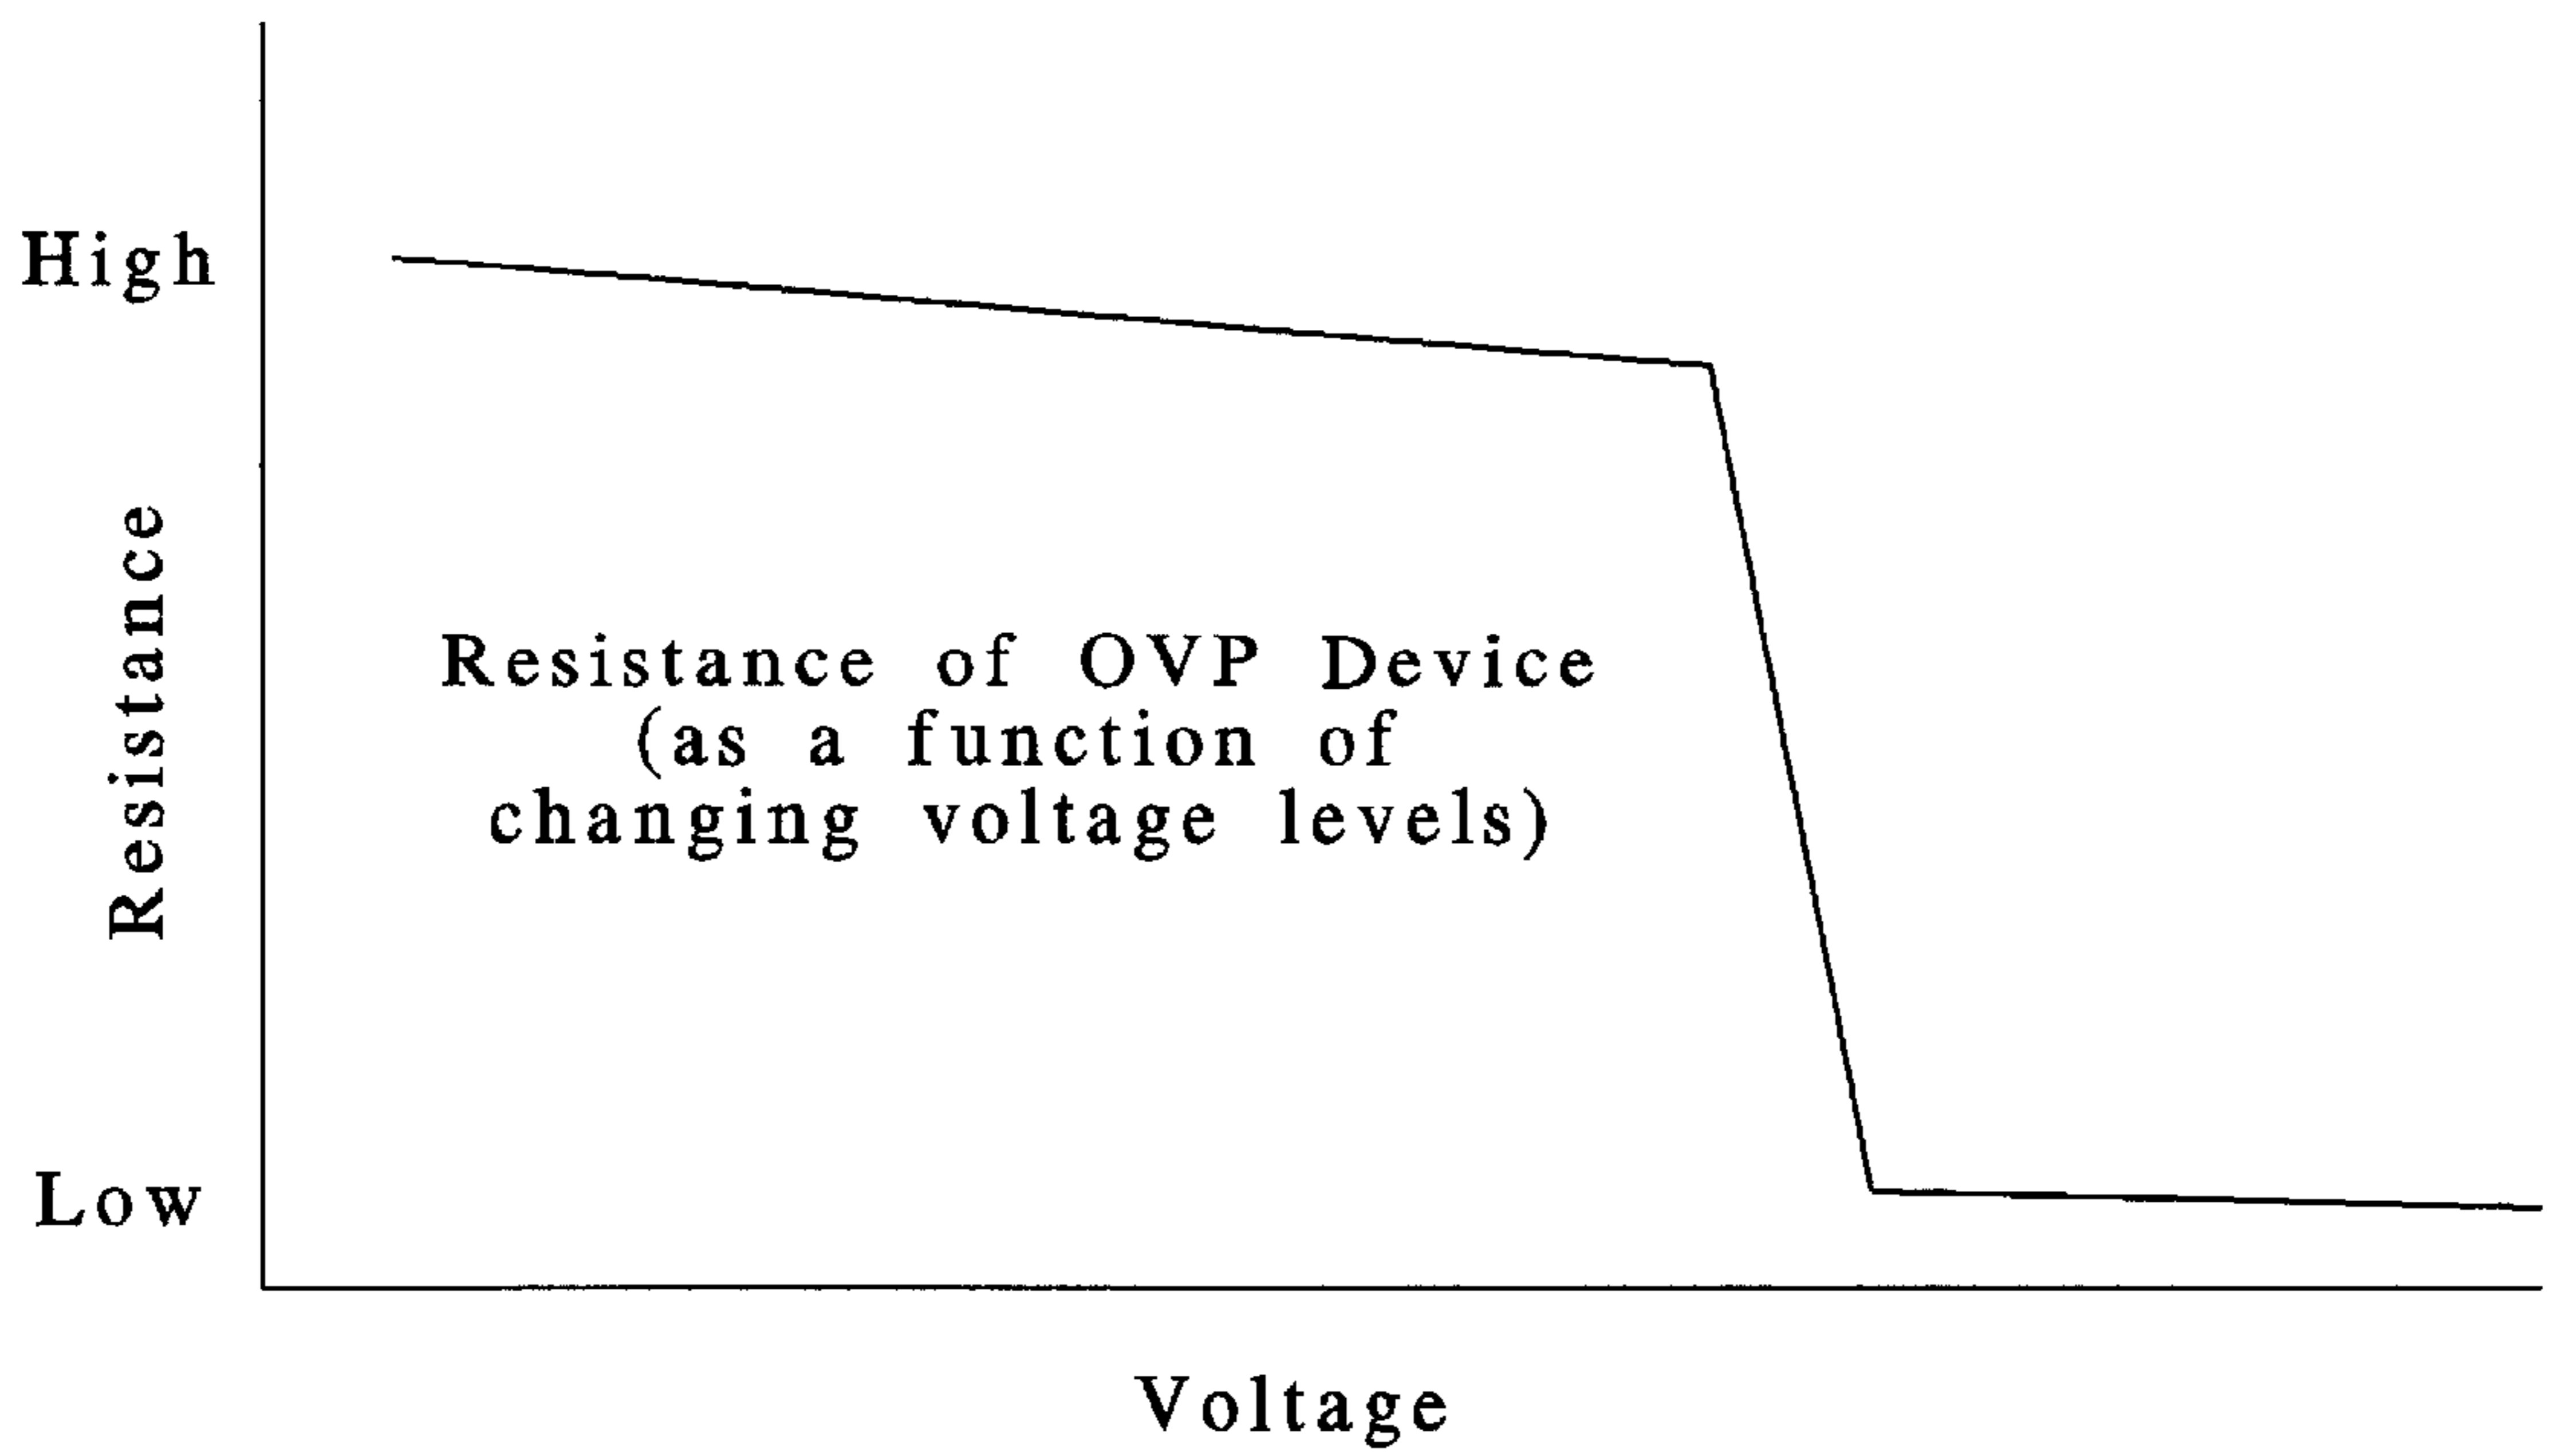 High
Resistance
Resistance of OVP Device
(as a function of
changing voltage levels)
Low
Voltage